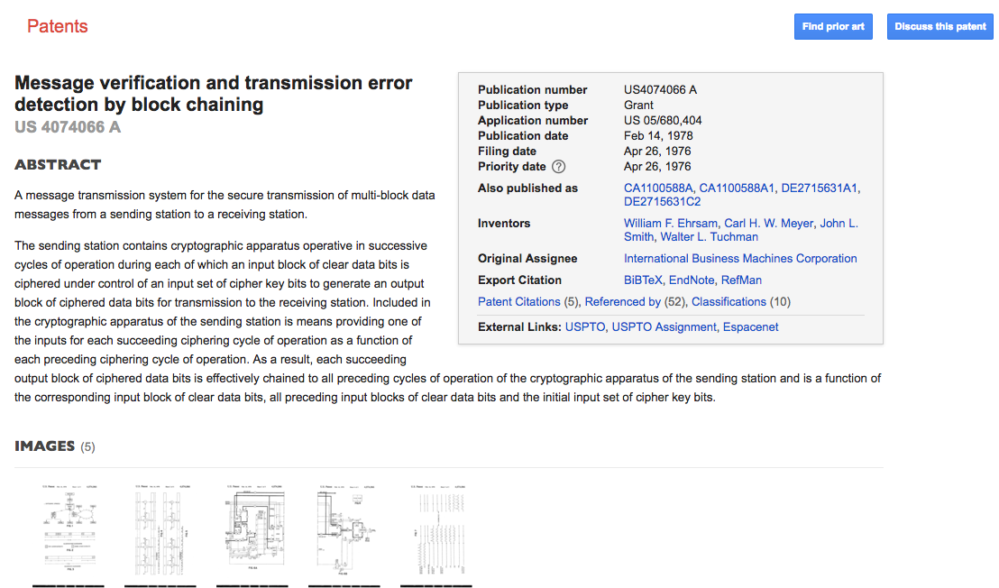 Patents
Find prior art
Discuss this patent
Message verification and transmission error
detection by block chaining
US 4074066 A
ABSTRACT
A message transmission system for the secure transmission of multi-block data
messages from a sending station to a receiving station.
The sending station contains cryptographic apparatus operative in successive
cycles of operation during each of which an input block of clear data bits is
ciphered under control of an input set of cipher key bits to generate an output
block of ciphered data bits for transmission to the receiving station. Included in
the cryptographic apparatus of the sending station is means providing one of
the inputs for each succeeding ciphering cycle of operation as a function of
each preceding ciphering cycle of operation. As a result, each succeeding
output block of ciphered data bits is effectively chained to all preceding cycles of operation of the cryptographic apparatus of the sending station and is a function of
the corresponding input block of clear data bits, all preceding input blocks of clear data bits and the initial input set of cipher key bits.
Publication number US4074066 A
Publication type Grant
Application number US 05/680,404
Publication date Feb 14, 1978
Filing date Apr 26, 1976
Priority date ? Apr 26, 1976
Also published as CA1100588A, CA1100588A1, DE2715631A1,
DE2715631C2
Inventors William F. Ehrsam, Carl H. W. Meyer, John L.
Smith, Walter L. Tuchman
Original Assignee International Business Machines Corporation
Export Citation BiBTeX, EndNote, RefMan
Patent Citations (5), Referenced by (52), Classifications (10)
External Links: USPTO, USPTO Assignment, Espacenet
IMAGES (5)